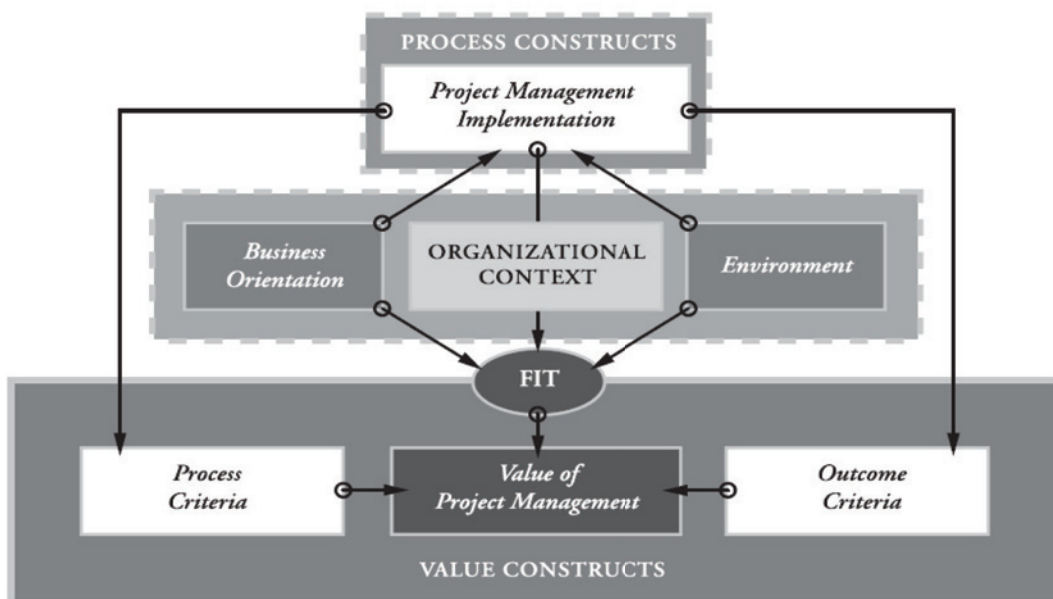 PROCESS CONSTRUCTS
Project Management
Implementation
Business
Orientation
ORGANIZATIONAL
CONTEXT
Environment
FIT
Process
Criteria
Value of
Project Management
Outcome
Criteria
VALUE CONSTRUCTS